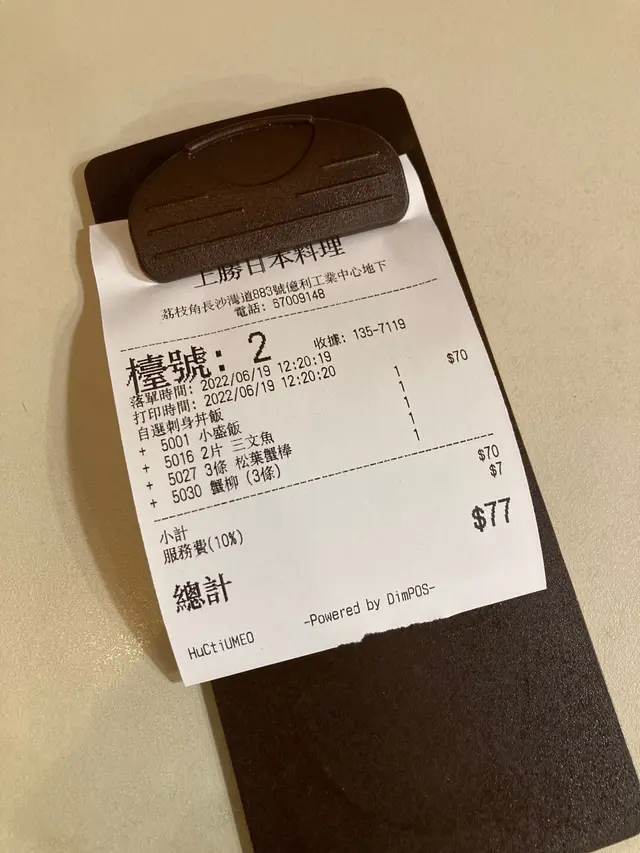 上勝日本料理
荔枝角長沙灣道883號億利工業中心地下
電話: 57009148
檯號: 2
收據: 135-7119
落單時間: 2022/06/19 12:20:19
打印時間: 2022/06/19 12:20:20
自選刺身丼飯 1 $70
+ 5001 小盛飯 1
+ 5016 2片 三文魚 1
+ 5027 3條 松葉蟹棒 1
+ 5030 蟹柳 (3條) 1
小計 $70
服務費(10%) $7
總計 $77
HuCtiUMEO
-Powered by DimPOS-